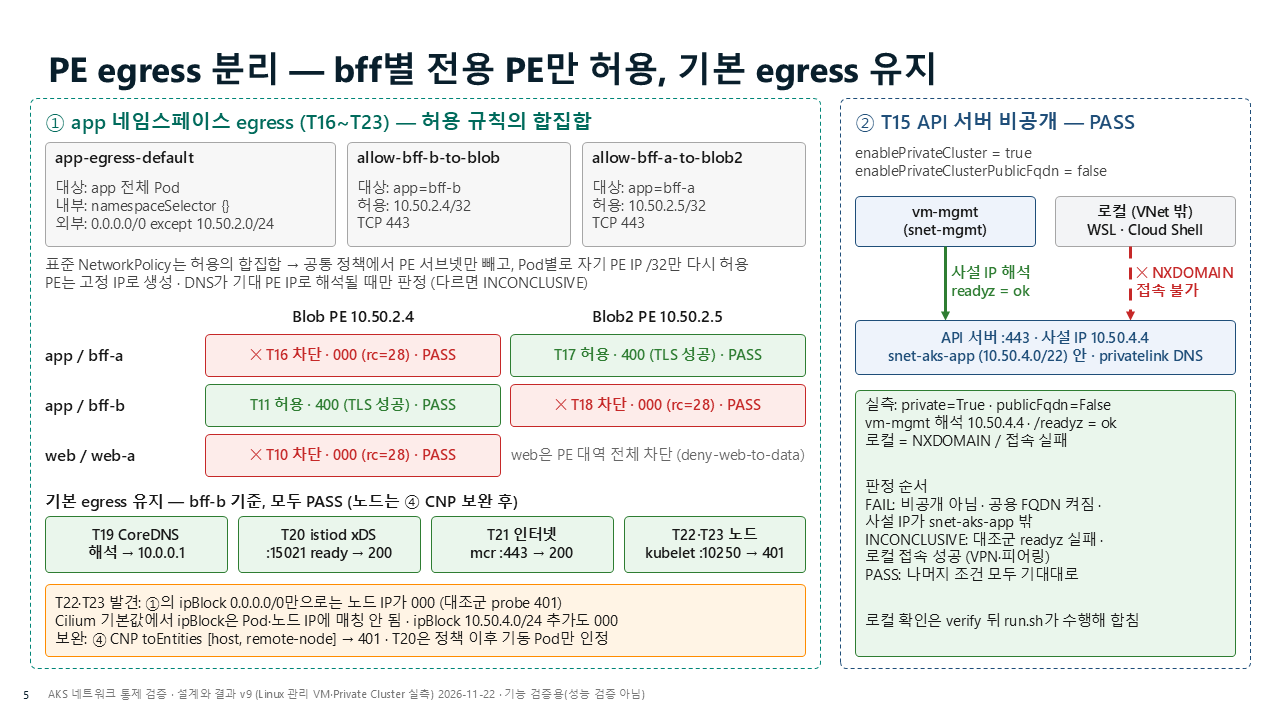 PE egress 분리 — bff별 전용 PE만 허용, 기본 egress 유지
① app 네임스페이스 egress (T16~T23) — 허용 규칙의 합집합
app-egress-default
대상: app 전체 Pod
내부: namespaceSelector {}
외부: 0.0.0.0/0 except 10.50.2.0/24
allow-bff-b-to-blob
대상: app=bff-b
허용: 10.50.2.4/32
TCP 443
allow-bff-a-to-blob2
대상: app=bff-a
허용: 10.50.2.5/32
TCP 443
표준 NetworkPolicy는 허용의 합집합 → 공통 정책에서 PE 서브넷만 빼고, Pod별로 자기 PE IP /32만 다시 허용
PE는 고정 IP로 생성 · DNS가 기대 PE IP로 해석될 때만 판정 (다르면 INCONCLUSIVE)
Blob PE 10.50.2.4
Blob2 PE 10.50.2.5
app / bff-a
✕ T16 차단 · 000 (rc=28) · PASS
T17 허용 · 400 (TLS 성공) · PASS
app / bff-b
T11 허용 · 400 (TLS 성공) · PASS
✕ T18 차단 · 000 (rc=28) · PASS
web / web-a
✕ T10 차단 · 000 (rc=28) · PASS
web은 PE 대역 전체 차단 (deny-web-to-data)
기본 egress 유지 — bff-b 기준, 모두 PASS (노드는 ④ CNP 보완 후)
T19 CoreDNS
해석 → 10.0.0.1
T20 istiod xDS
:15021 ready → 200
T21 인터넷
mcr :443 → 200
T22·T23 노드
kubelet :10250 → 401
T22·T23 발견: ①의 ipBlock 0.0.0.0/0만으로는 노드 IP가 000 (대조군 probe 401)
Cilium 기본값에서 ipBlock은 Pod·노드 IP에 매칭 안 됨 · ipBlock 10.50.4.0/24 추가도 000
보완: ④ CNP toEntities [host, remote-node] → 401 · T20은 정책 이후 기동 Pod만 인정
② T15 API 서버 비공개 — PASS
enablePrivateCluster = true
enablePrivateClusterPublicFqdn = false
vm-mgmt
(snet-mgmt)
로컬 (VNet 밖)
WSL · Cloud Shell
사설 IP 해석
readyz = ok
✕ NXDOMAIN
접속 불가
API 서버 :443 · 사설 IP 10.50.4.4
snet-aks-app (10.50.4.0/22) 안 · privatelink DNS
실측: private=True · publicFqdn=False
vm-mgmt 해석 10.50.4.4 · /readyz = ok
로컬 = NXDOMAIN / 접속 실패
판정 순서
FAIL: 비공개 아님 · 공용 FQDN 켜짐 ·
사설 IP가 snet-aks-app 밖
INCONCLUSIVE: 대조군 readyz 실패 ·
로컬 접속 성공 (VPN·피어링)
PASS: 나머지 조건 모두 기대대로
로컬 확인은 verify 뒤 run.sh가 수행해 합침
5 AKS 네트워크 통제 검증 · 설계와 결과 v9 (Linux 관리 VM·Private Cluster 실측) 2026-11-22 · 기능 검증용(성능 검증 아님)